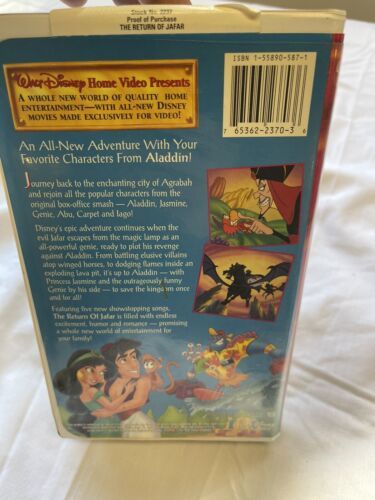 Stock No. 2237
Proof of Purchase
THE RETURN OF JAFAR
WALT DISNEY Home Video Presents
A WHOLE NEW WORLD OF QUALITY HOME
ENTERTAINMENT—WITH ALL-NEW DISNEY
MOVIES MADE EXCLUSIVELY FOR VIDEO!
ISBN 1-55890-587-1
7 65362-2370-3 6
An All-New Adventure With Your
Favorite Characters From Aladdin!
Journey back to the enchanting city of Agrabah
and rejoin all the popular characters from the
original box-office smash — Aladdin, Jasmine,
Genie, Abu, Carpet and Iago!
Disney's epic adventure continues when the
evil Jafar escapes from the magic lamp as an
all-powerful genie, ready to plot his revenge
against Aladdin. From battling elusive villains
atop winged horses, to dodging flames inside an
exploding lava pit, it's up to Aladdin — with
Princess Jasmine and the outrageously funny
Genie by his side — to save the kingdom once
and for all!
Featuring five new showstopping songs,
The Return Of Jafar is filled with endless
excitement, humor and romance — promising
a whole new world of entertainment for
your family!